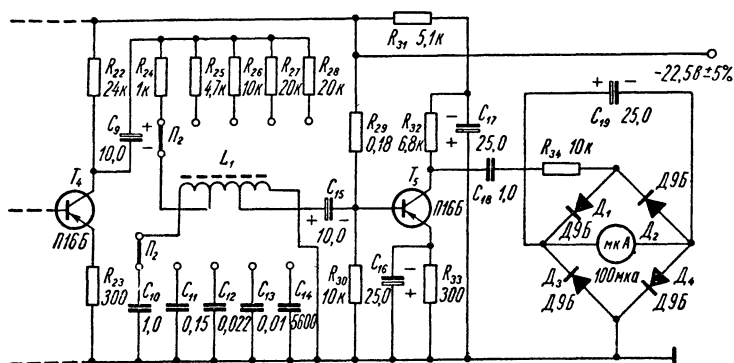 R31 5,1к
-22,5в±5%
R22 24к
R24 1к
R25 4,7к
R26 10к
R27 20к
R28 20к
C9 10,0
+
-
П2
L1
R29 0,18
R32 6,8к
-
+
C17 25,0
+ -
C19 25,0
R34 10к
C18 1,0
T4
П16Б
T5
П16Б
+ C15 -
10,0
Д9Б
Д1
Д9Б
Д2
мкА
100мка
Д3
Д9Б
Д4
Д9Б
П2
R23 300
C10 1,0
C11 0,15
C12 0,022
C13 0,01
C14 5600
R30 10к
C16 25,0
-
+
R33 300